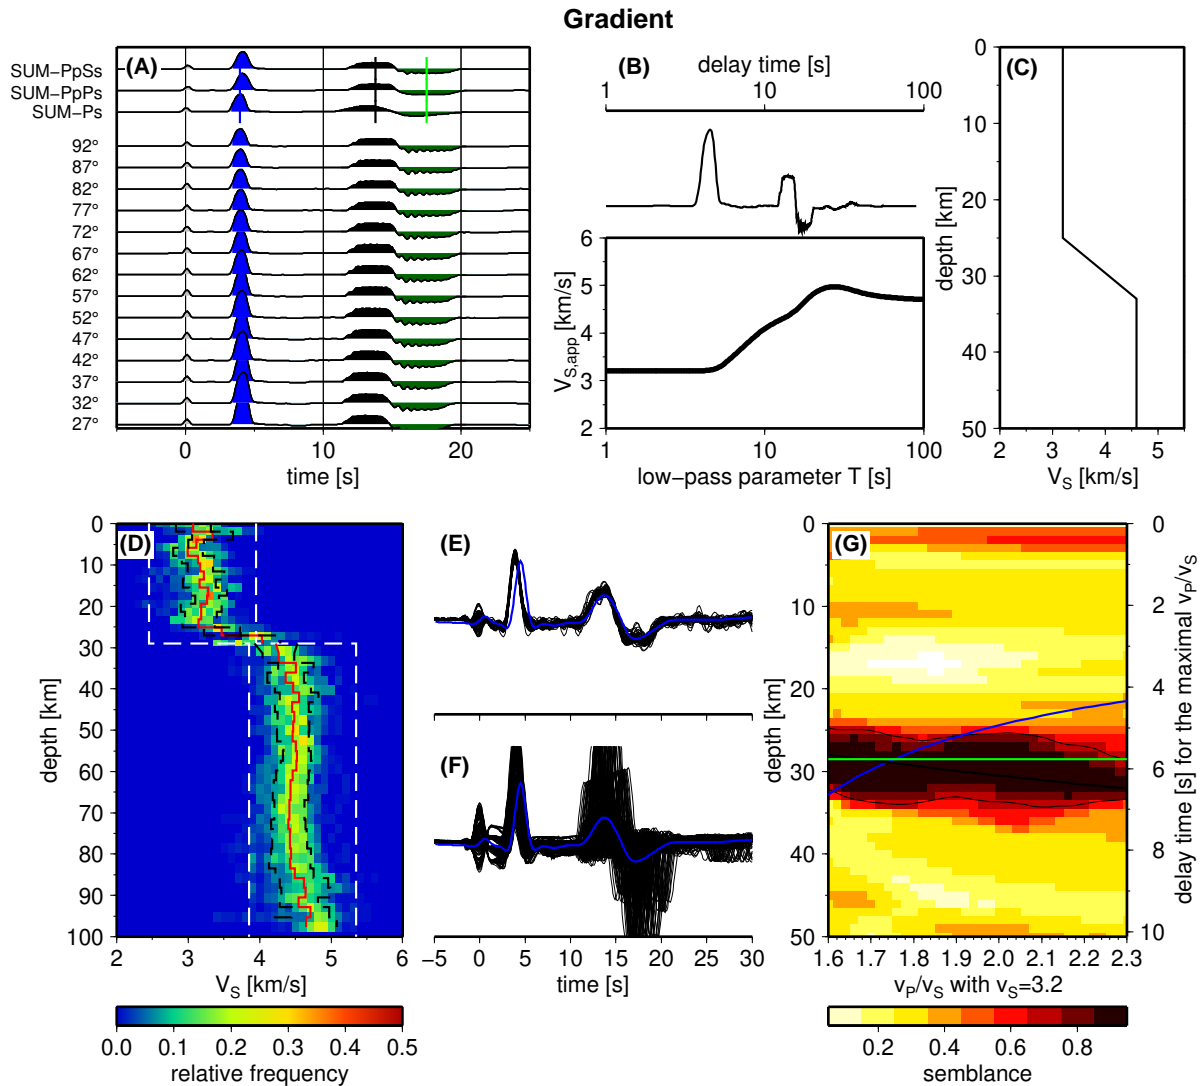 Gradient
(A)
SUM−PpSs
SUM−PpPs
SUM−Ps
92°
87°
82°
77°
72°
67°
62°
57°
52°
47°
42°
37°
32°
27°
0 10 20
time [s]
(B)
delay time [s]
1 10 100
6
5
4
3
2
V_S,app [km/s]
1 10 100
low−pass parameter T [s]
(C)
0
10
20
30
40
50
depth [km]
2 3 4 5
V_S [km/s]
(D)
0
10
20
30
40
50
60
70
80
90
100
depth [km]
2 3 4 5 6
V_S [km/s]
0.0 0.1 0.2 0.3 0.4 0.5
relative frequency
(E)
(F)
−5 0 5 10 15 20 25 30
time [s]
(G)
0
10
20
30
40
50
depth [km]
0
2
4
6
8
10
delay time [s] for the maximal v_P/v_S
1.6 1.7 1.8 1.9 2.0 2.1 2.2 2.3
v_P/v_S with v_S=3.2
0.2 0.4 0.6 0.8
semblance